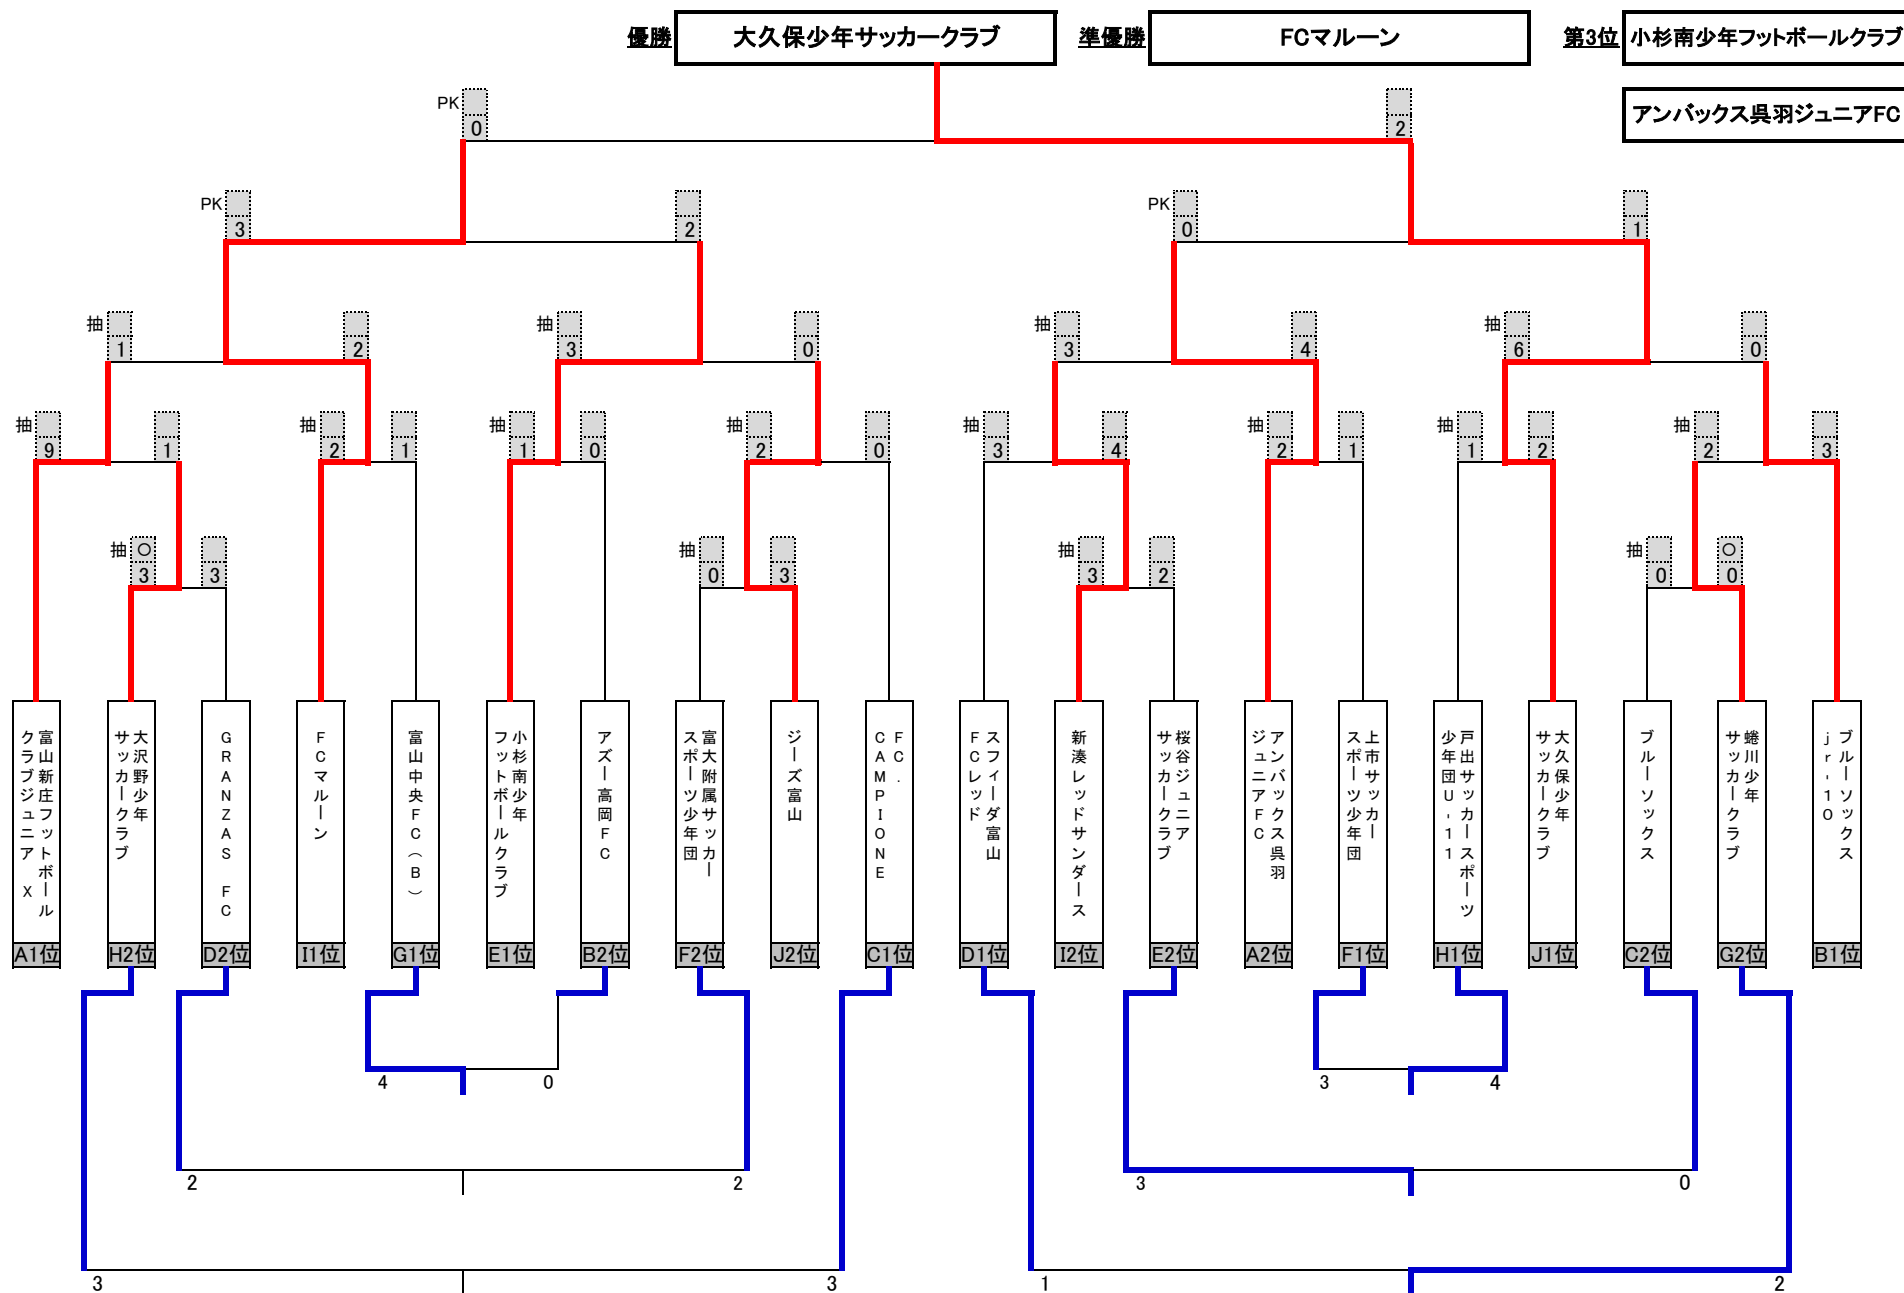 優勝 大久保少年サッカークラブ 準優勝 FCマルーン 第3位 小杉南少年フットボールクラブ
アンバックス呉羽ジュニアFC
PK 0 2
PK 3 2 PK 0 1
抽 1 2 抽 3 0 抽 3 4 抽 6 0
抽 9 1 抽 2 1 抽 1 0 抽 2 0 抽 3 4 抽 2 1 抽 1 2 抽 2 3
抽 ○ 3 3 抽 0 3 抽 3 2 抽 0 ○ 0
富山新庄フットボール
クラブジュニア X
大沢野少年
サッカークラブ
GRANZAS FC
FCマルーン
富山中央FC(B)
小杉南少年
フットボールクラブ
アズー高岡FC
富大附属サッカー
スポーツ少年団
ジーズ富山
FC.
CAMPIONE
スフィーダ富山
FCレッド
新湊レッドサンダース
桜谷ジュニア
サッカークラブ
アンバックス呉羽
ジュニアFC
上市サッカー
スポーツ少年団
戸出サッカースポーツ
少年団U-11
大久保少年
サッカークラブ
ブルーソックス
蜷川少年
サッカークラブ
ブルーソックス
jr-10
A1位 H2位 D2位 I1位 G1位 E1位 B2位 F2位 J2位 C1位 D1位 I2位 E2位 A2位 F1位 H1位 J1位 C2位 G2位 B1位
4 0 3 4
2 2 3 0
3 3 1 2